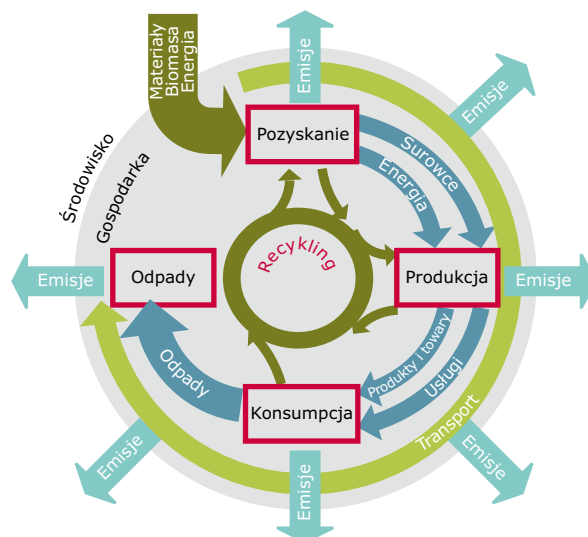 Materiały
Biomasa
Energia
Emisje
Emisje
Środowisko
Gospodarka
Pozyskanie
Surowce
Energia
Recykling
Emisje
Odpady
Produkcja
Emisje
Odpady
Produkty i towary
Usługi
Konsumpcja
Transport
Emisje
Emisje
Emisje